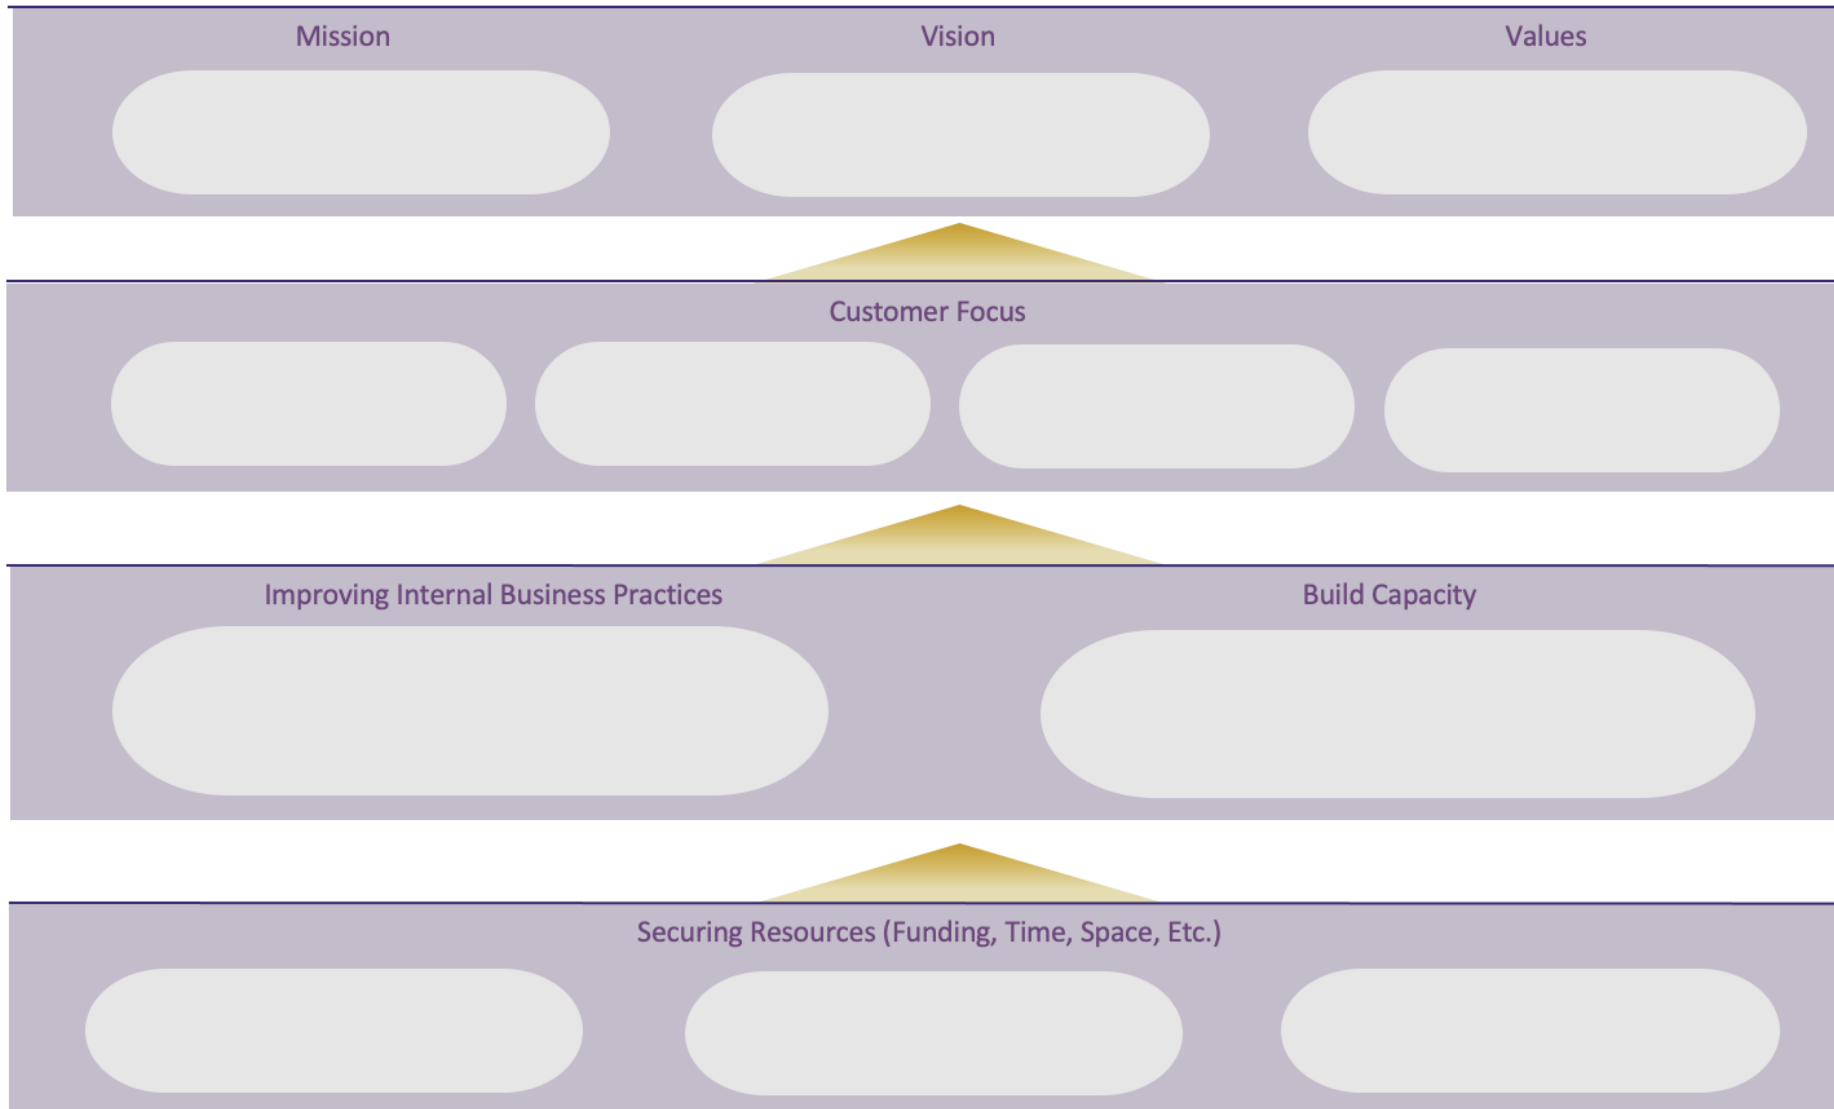 Mission
Vision
Values
Customer Focus
Improving Internal Business Practices
Build Capacity
Securing Resources (Funding, Time, Space, Etc.)